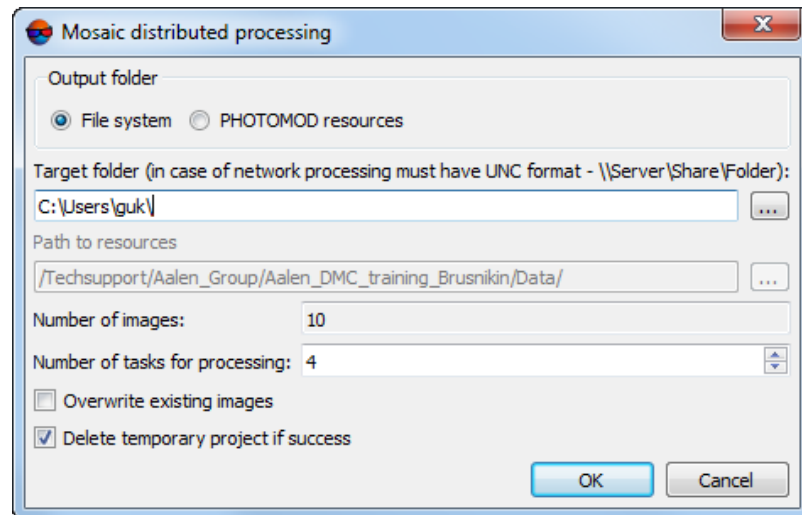 Mosaic distributed processing
Output folder
File system PHOTOMOD resources
Target folder (in case of network processing must have UNC format - \\Server\Share\Folder):
C:\Users\guk\
...
Path to resources
/Techsupport/Aalen_Group/Aalen_DMC_training_Brusnikin/Data/
...
Number of images: 10
Number of tasks for processing: 4
Overwrite existing images
Delete temporary project if success
OK Cancel